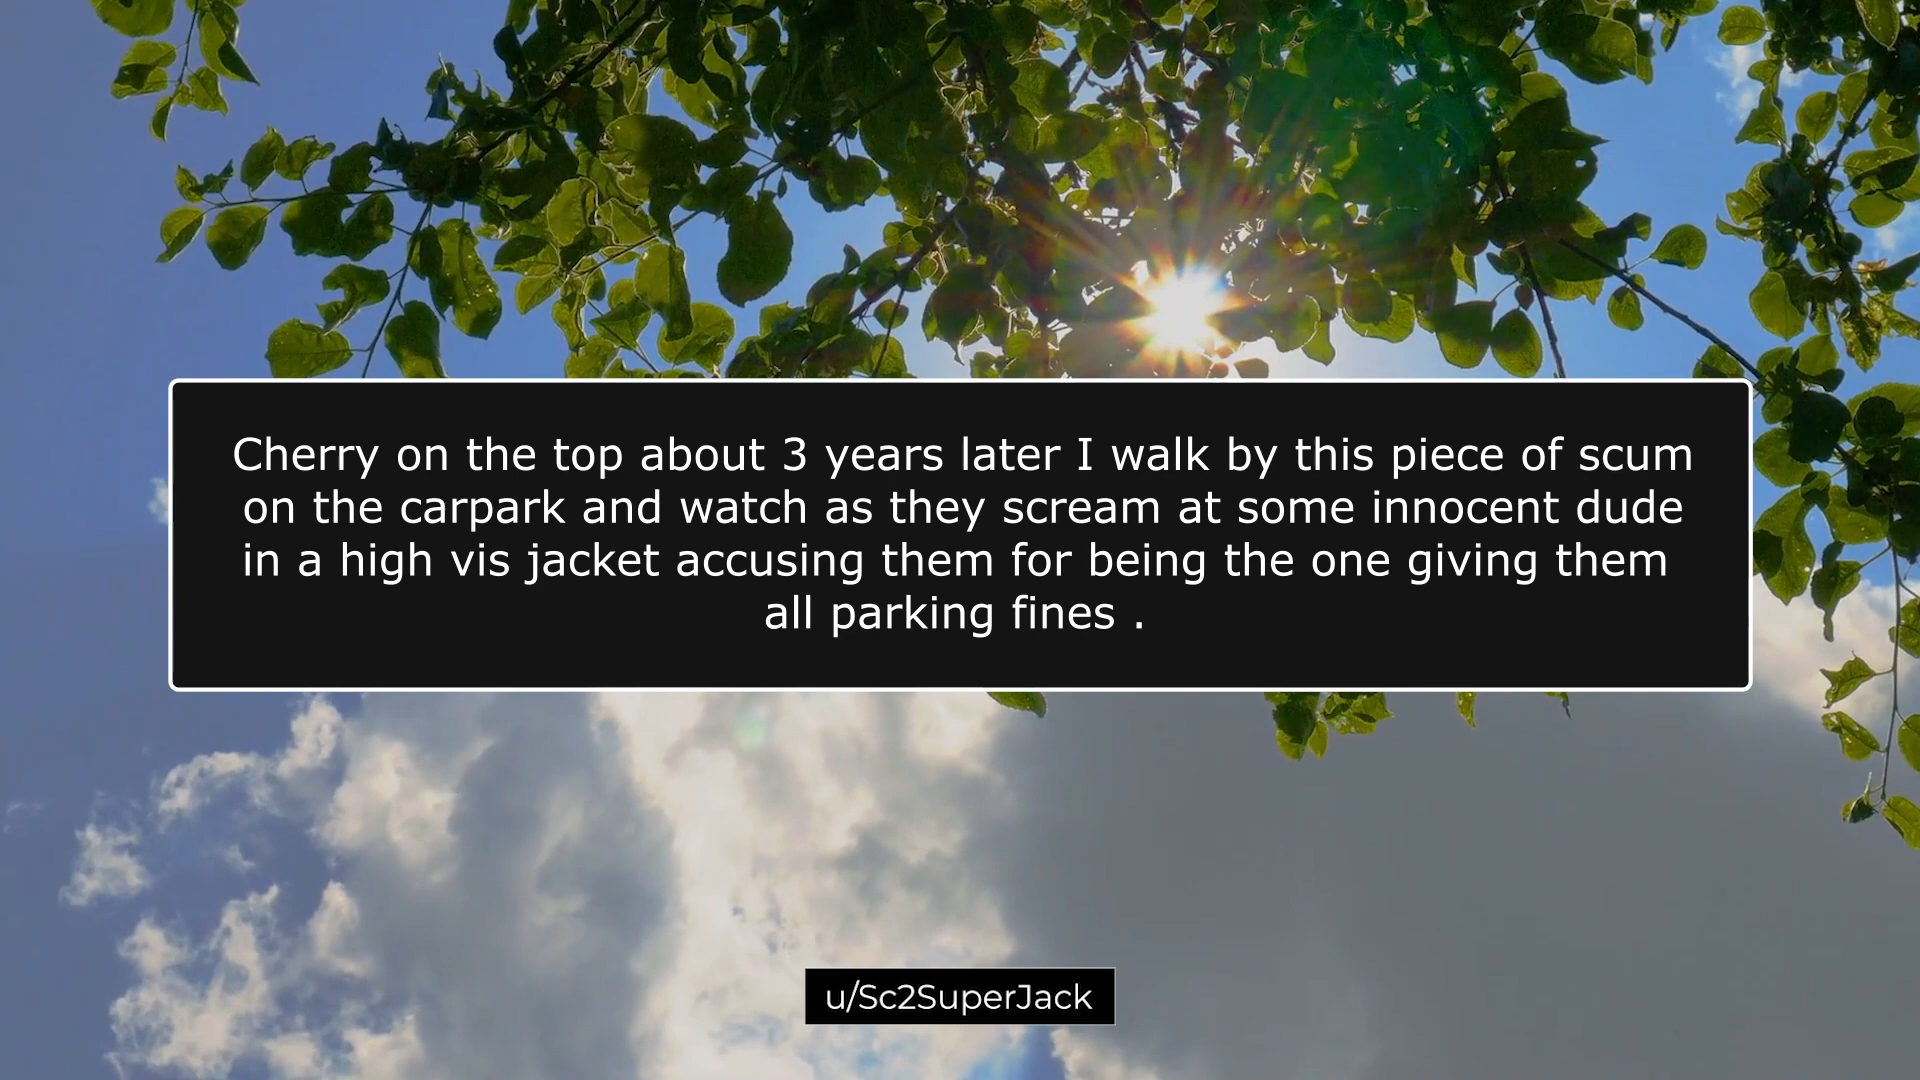 Cherry on the top about 3 years later I walk by this piece of scum
on the carpark and watch as they scream at some innocent dude
in a high vis jacket accusing them for being the one giving them
all parking fines .
u/Sc2SuperJack